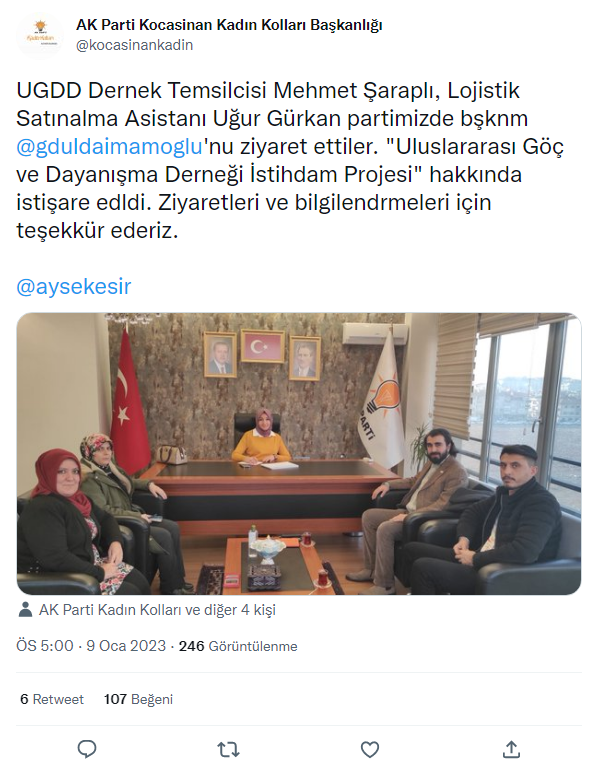 AK Parti Kocasinan Kadın Kolları Başkanlığı
@kocasinankadin
UGDD Dernek Temsilcisi Mehmet Şaraplı, Lojistik
Satınalma Asistanı Uğur Gürkan partimizde bşknm
@gduldaimamoglu'nu ziyaret ettiler. "Uluslararası Göç
ve Dayanışma Derneği İstihdam Projesi" hakkında
istişare edldi. Ziyaretleri ve bilgilendrmeleri için
teşekkür ederiz.
@aysekesir
PARTİ
AK Parti Kadın Kolları ve diğer 4 kişi
ÖS 5:00 · 9 Oca 2023 · 246 Görüntülenme
6 Retweet 107 Beğeni